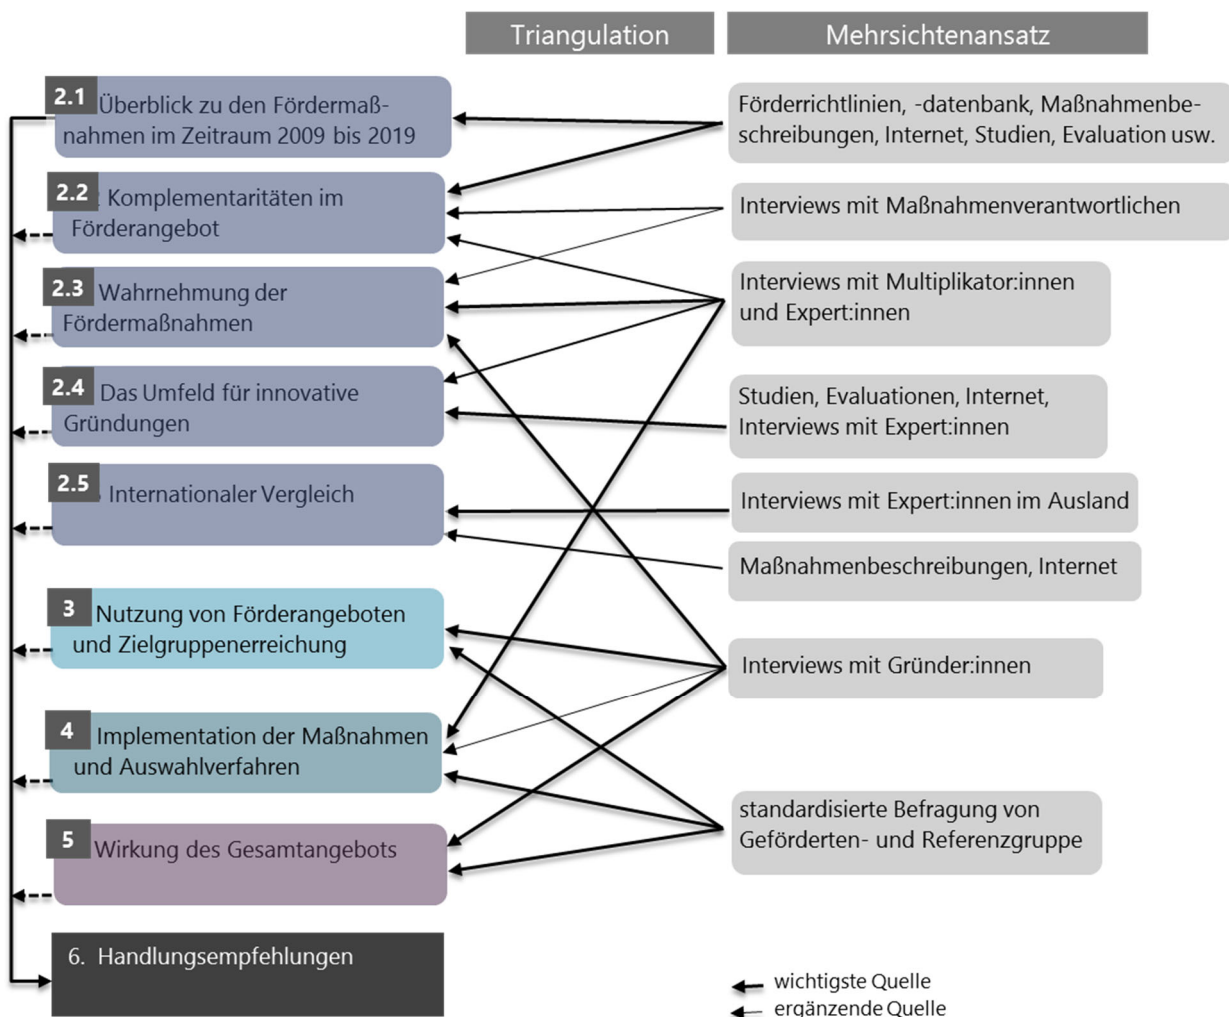 Triangulation
Mehrsichtenansatz
2.1 Überblick zu den Fördermaß-
nahmen im Zeitraum 2009 bis 2019
2.2 Komplementaritäten im
Förderangebot
2.3 Wahrnehmung der
Fördermaßnahmen
2.4 Das Umfeld für innovative
Gründungen
2.5 Internationaler Vergleich
3 Nutzung von Förderangeboten
und Zielgruppenerreichung
4 Implementation der Maßnahmen
und Auswahlverfahren
5 Wirkung des Gesamtangebots
6. Handlungsempfehlungen
Förderrichtlinien, -datenbank, Maßnahmenbe-
schreibungen, Internet, Studien, Evaluation usw.
Interviews mit Maßnahmenverantwortlichen
Interviews mit Multiplikator:innen
und Expert:innen
Studien, Evaluationen, Internet,
Interviews mit Expert:innen
Interviews mit Expert:innen im Ausland
Maßnahmenbeschreibungen, Internet
Interviews mit Gründer:innen
standardisierte Befragung von
Geförderten- und Referenzgruppe
wichtigste Quelle
ergänzende Quelle